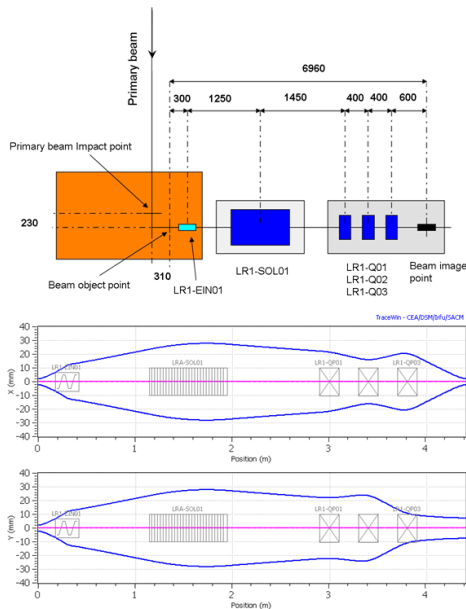 Primary beam
6960
300
1250
1450
400
400
600
Primary beam Impact point
230
310
Beam object point
LR1-EIN01
LR1-SOL01
LR1-Q01
LR1-Q02
LR1-Q03
Beam image
point
TraceWin - CEA/DSM/Irfu/SACM
40
30
20
10
0
-10
-20
-30
-40
X (mm)
LR1-EIN01
LRA-SOL01
LR1-QP01
LR1-QP03
0
1
2
3
4
Position (m)
40
30
20
10
0
-10
-20
-30
-40
Y (mm)
LR1-EIN01
LRA-SOL01
LR1-QP01
LR1-QP03
0
1
2
3
4
Position (m)